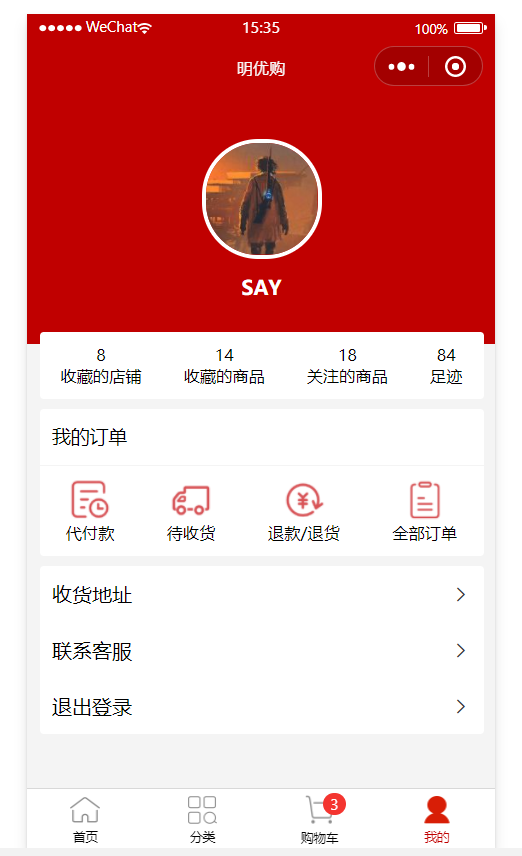 WeChat 15:35 100%
明优购
SAY
8 14 18 84
收藏的店铺 收藏的商品 关注的商品 足迹
我的订单
代付款 待收货 退款/退货 全部订单
收货地址
联系客服
退出登录
3
首页 分类 购物车 我的